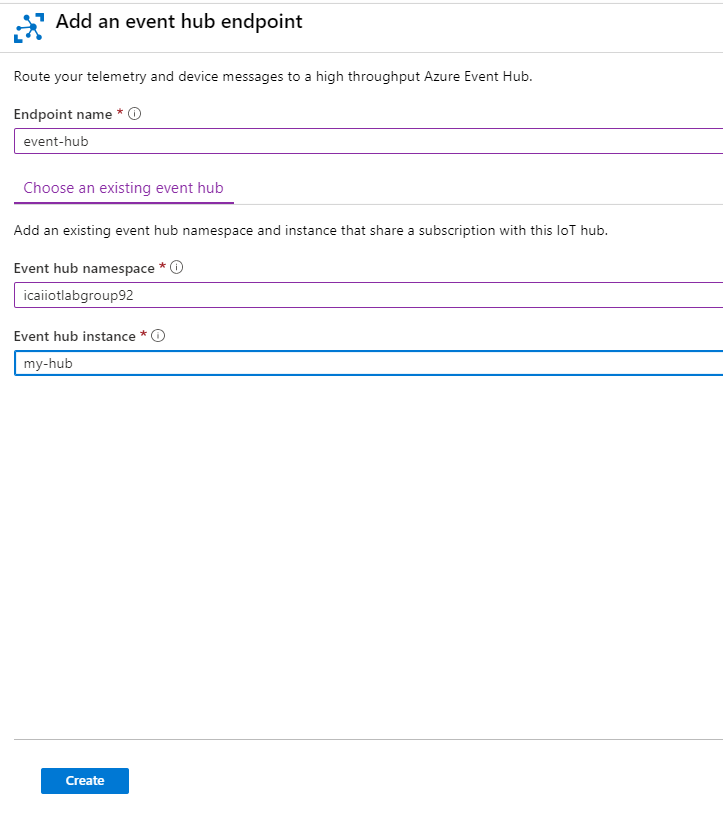 Add an event hub endpoint
Route your telemetry and device messages to a high throughput Azure Event Hub.
Endpoint name *
event-hub
Choose an existing event hub
Add an existing event hub namespace and instance that share a subscription with this IoT hub.
Event hub namespace *
icaiiotlabgroup92
Event hub instance *
my-hub
Create